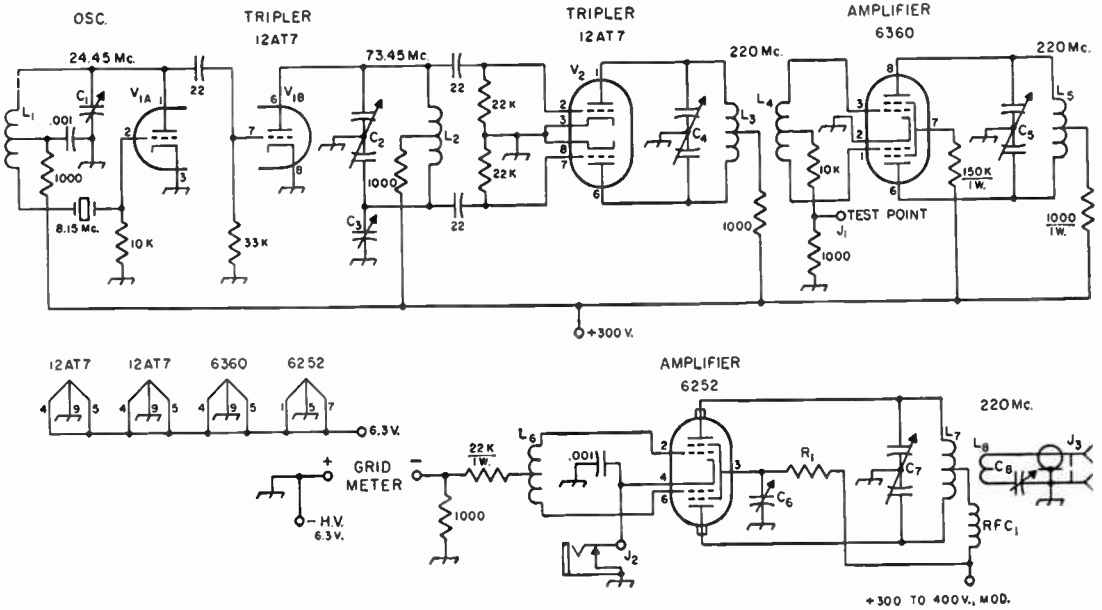 OSC.
TRIPLER
12AT7
TRIPLER
12AT7
AMPLIFIER
6360
24.45 Mc.
73.45 Mc.
220 Mc.
220 Mc.
22
L1
C1
.001
V1A
1
2
3
1000
8.15 Mc.
10K
V1B
6
7
8
33K
C2
L2
1000
C3
22
22
22K
22K
V2
1
2
3
8
7
6
C4
L3
1000
L4
10K
TEST POINT
J1
1000
8
3
2
1
7
6
150K
1W.
C5
L5
1000
1W.
+300V.
12AT7
12AT7
6360
6252
4 9 5
4 9 5
4 9 5
1 5 7
6.3V.
+
GRID
METER
-
-H.V.
6.3V.
22K
1W.
1000
L6
.001
J2
AMPLIFIER
6252
2
4
6
3
C6
R1
C7
L7
RFC1
220 Mc.
L8
C8
J3
+300 TO 400V., MOD.